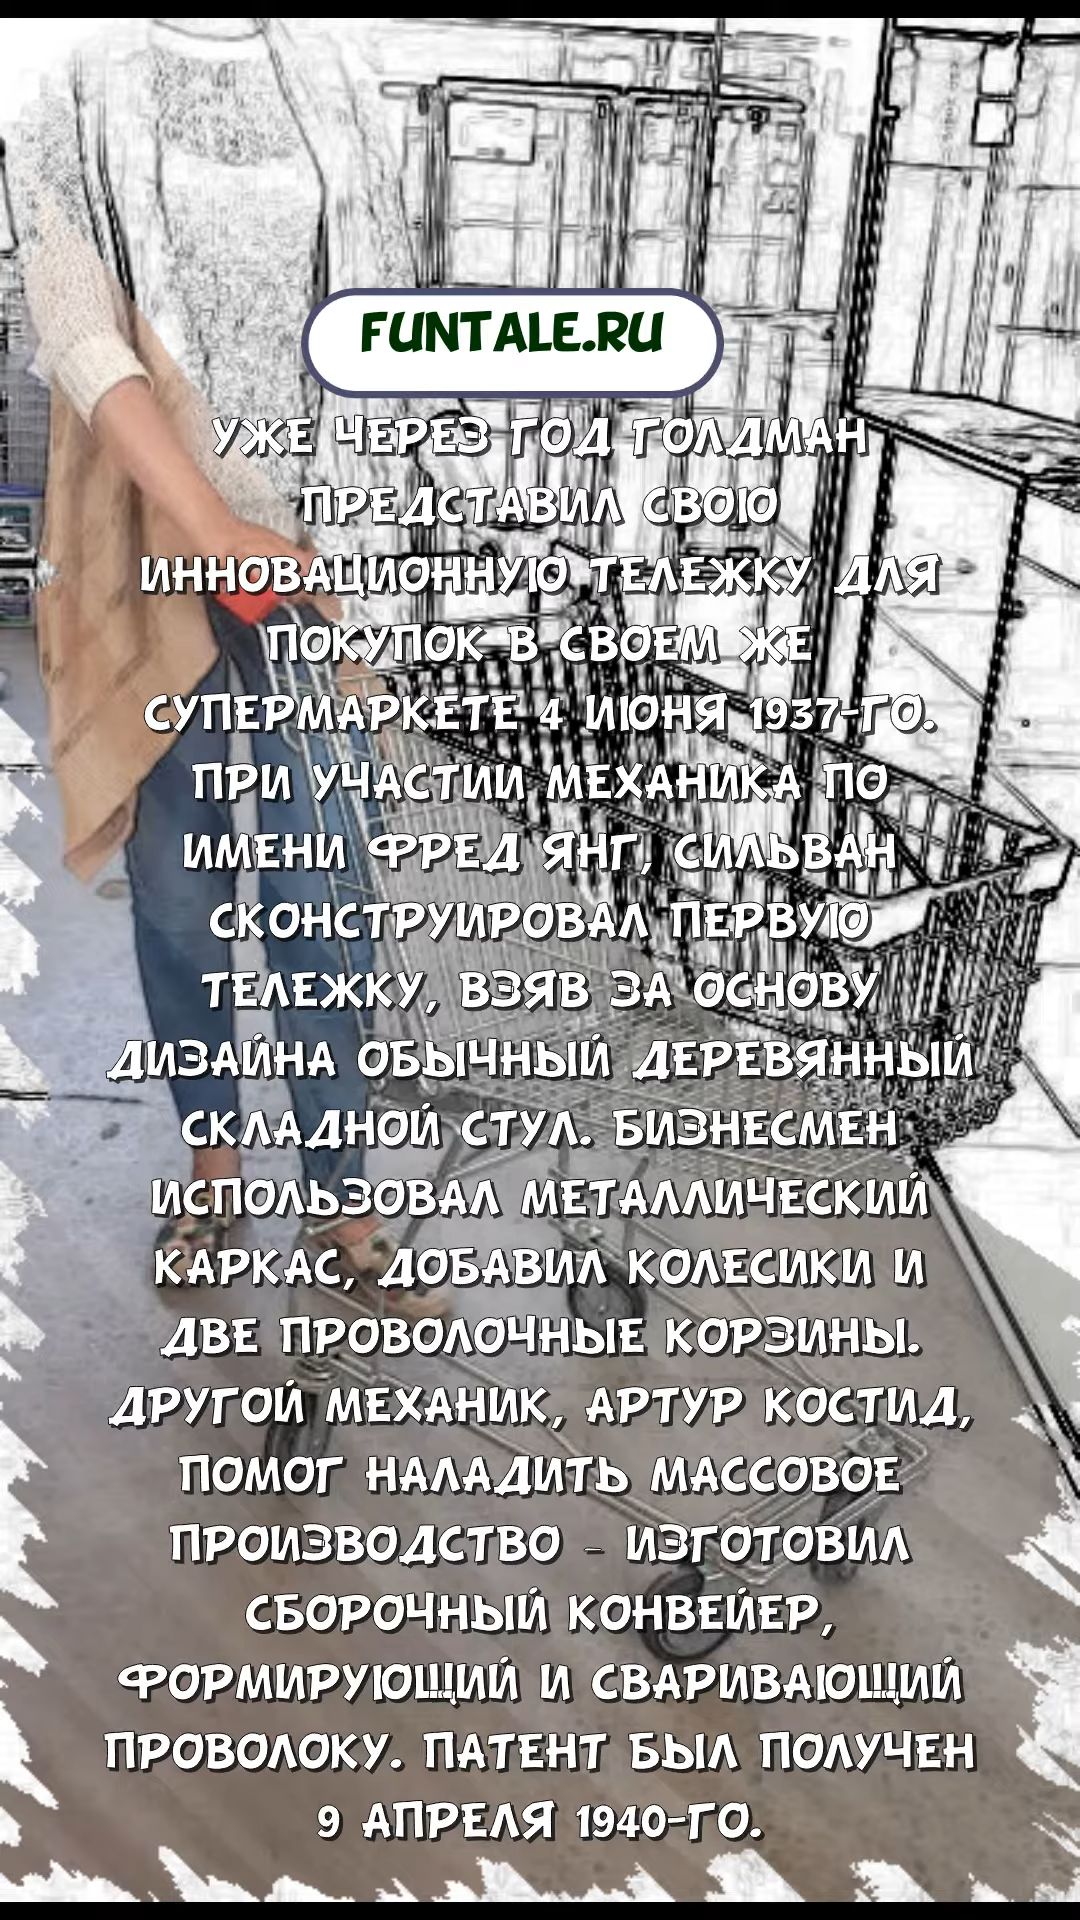 FUNTALE.RU
УЖЕ ЧЕРЕЗ ГОД ГОЛДМАН
ПРЕДСТАВИЛ СВОЮ
ИННОВАЦИОННУЮ ТЕЛЕЖКУ ДЛЯ
ПОКУПОК В СВОЕМ ЖЕ
СУПЕРМАРКЕТЕ 4 ИЮНЯ 1937-ГО.
ПРИ УЧАСТИИ МЕХАНИКА ПО
ИМЕНИ ФРЕД ЯНГ, СИЛЬВАН
СКОНСТРУИРОВАЛ ПЕРВУЮ
ТЕЛЕЖКУ, ВЗЯВ ЗА ОСНОВУ
ДИЗАЙНА ОБЫЧНЫЙ ДЕРЕВЯННЫЙ
СКЛАДНОЙ СТУЛ. БИЗНЕСМЕН
ИСПОЛЬЗОВАЛ МЕТАЛЛИЧЕСКИЙ
КАРКАС, ДОБАВИЛ КОЛЕСИКИ И
ДВЕ ПРОВОЛОЧНЫЕ КОРЗИНЫ.
ДРУГОЙ МЕХАНИК, АРТУР КОСТИД,
ПОМОГ НАЛАДИТЬ МАССОВОЕ
ПРОИЗВОДСТВО - ИЗГОТОВИЛ
СБОРОЧНЫЙ КОНВЕЙЕР,
ФОРМИРУЮЩИЙ И СВАРИВАЮЩИЙ
ПРОВОЛОКУ. ПАТЕНТ БЫЛ ПОЛУЧЕН
9 АПРЕЛЯ 1940-ГО.